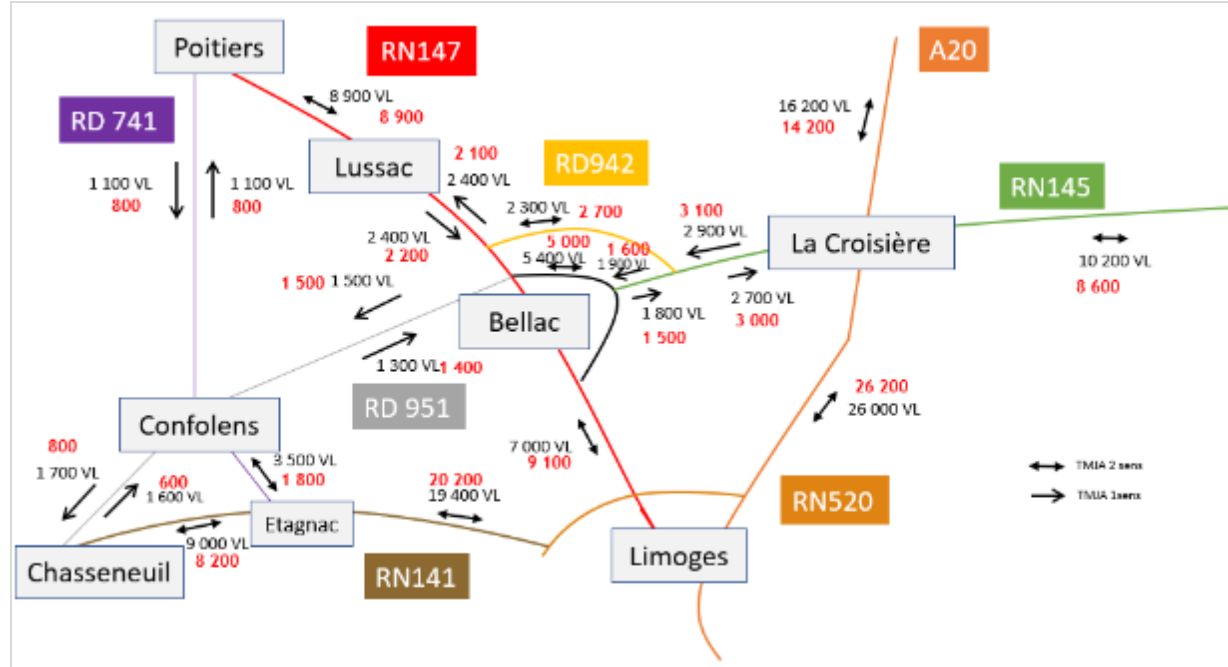 Poitiers
RN147
A20
8 900 VL
8 900
16 200 VL
14 200
RD 741
Lussac
2 100
2 400 VL
RD942
RN145
1 100 VL
800
1 100 VL
800
2 300 VL
2 700
3 100
2 900 VL
La Croisière
2 400 VL
2 200
5 000
5 400 VL
1 600
1 900 VL
10 200 VL
8 600
1 500
1 500 VL
Bellac
1 800 VL
1 500
2 700 VL
3 000
1 300 VL
1 400
RD 951
26 200
26 000 VL
Confolens
7 000 VL
9 100
800
1 700 VL
600
1 600 VL
3 500 VL
1 800
20 200
19 400 VL
TMJA 2 sens
TMJA 1sens
RN520
Etagnac
9 000 VL
8 200
Chasseneuil
RN141
Limoges